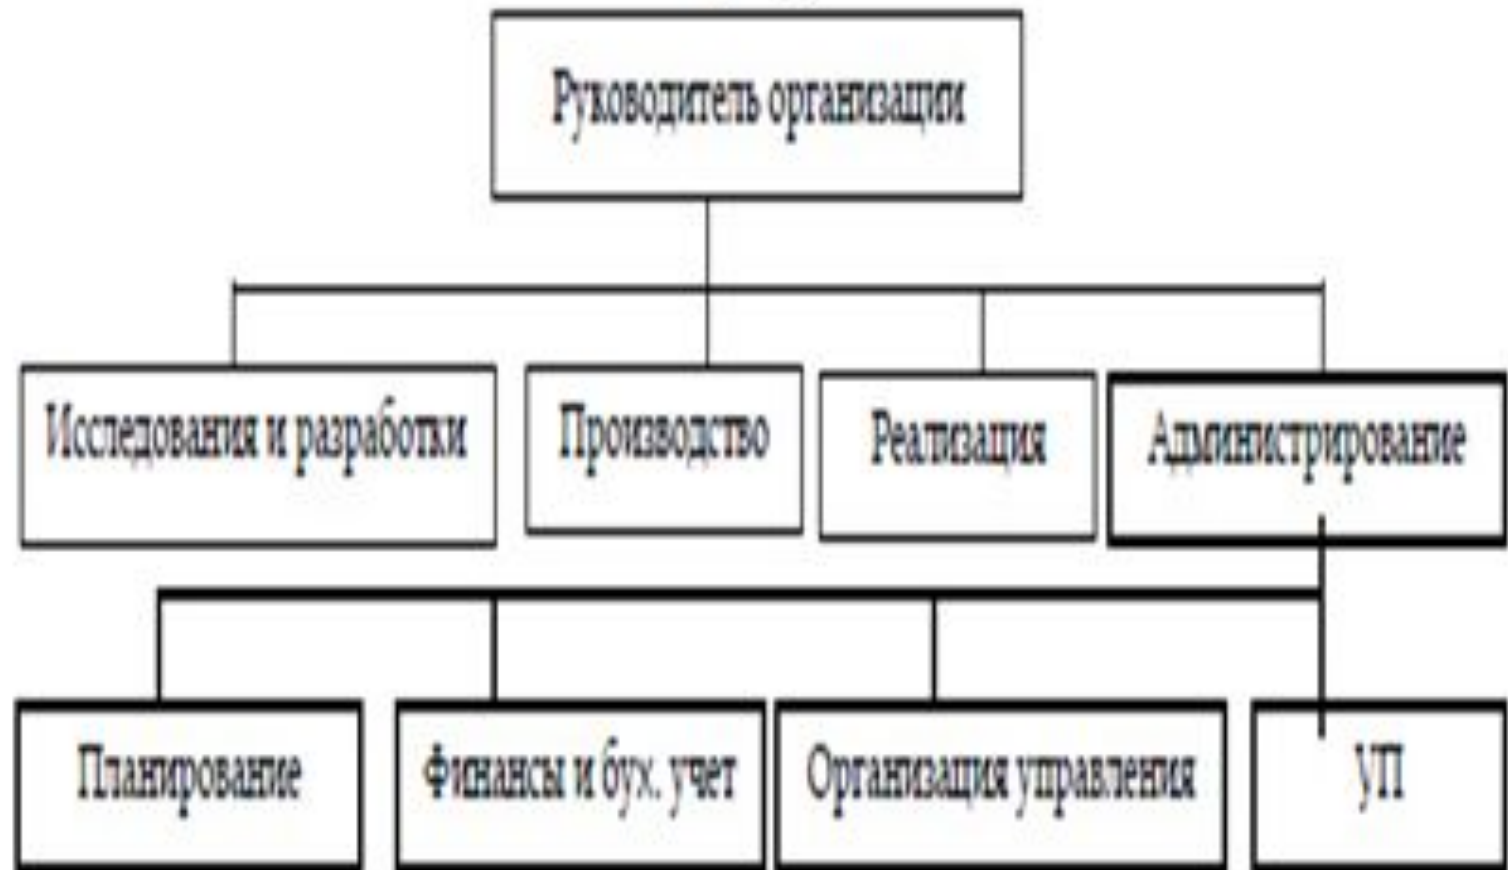 Руководитель организации
Исследования и разработки
Производство
Реализация
Администрирование
Планирование
Финансы и бух. учет
Организация управления
УП